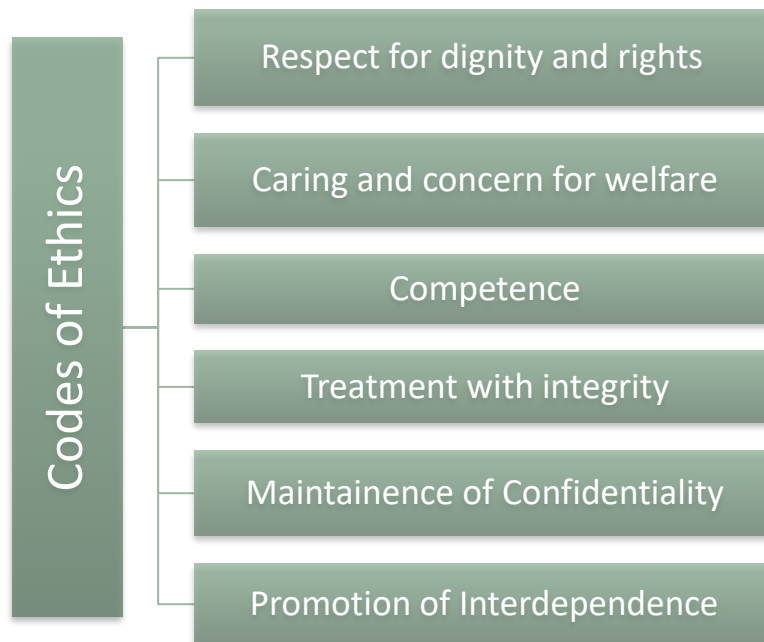 Codes of Ethics
Respect for dignity and rights
Caring and concern for welfare
Competence
Treatment with integrity
Maintainence of Confidentiality
Promotion of Interdependence